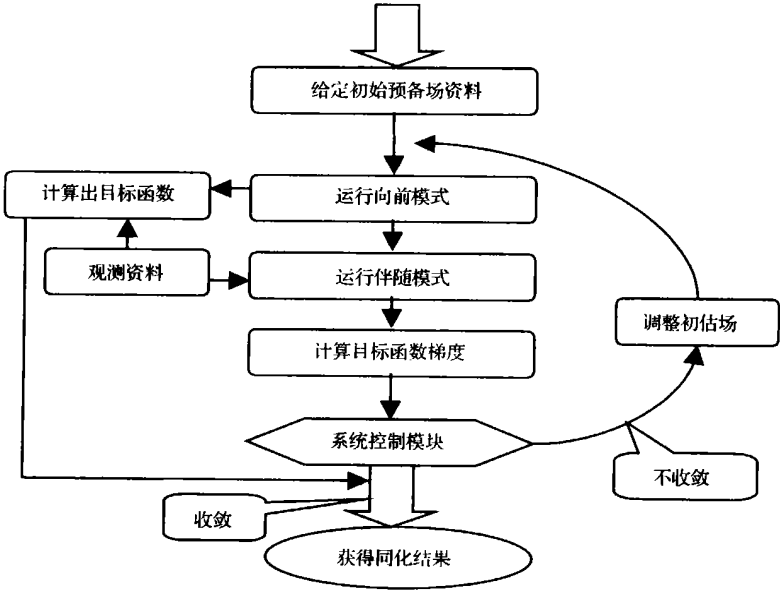 给定初始预备场资料
计算出目标函数
运行向前模式
观测资料
运行伴随模式
调整初估场
计算目标函数梯度
系统控制模块
不收敛
收敛
获得同化结果